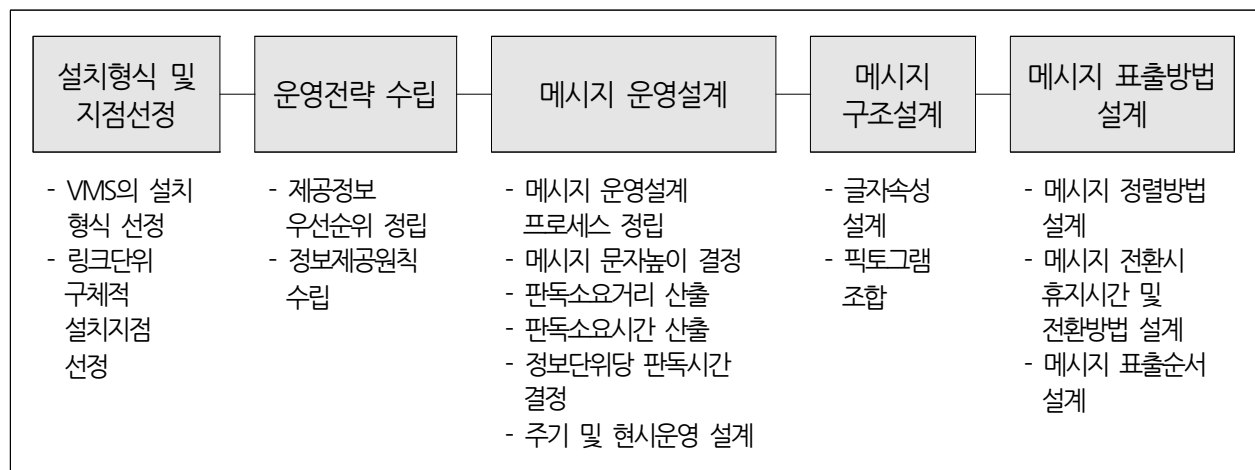 설치형식 및
지점선정
운영전략 수립
메시지 운영설계
메시지
구조설계
메시지 표출방법
설계
- VMS의 설치
형식 선정
- 링크단위
구체적
설치지점
선정
- 제공정보
우선순위 정립
- 정보제공원칙
수립
- 메시지 운영설계
프로세스 정립
- 메시지 문자높이 결정
- 판독소요거리 산출
- 판독소요시간 산출
- 정보단위당 판독시간
결정
- 주기 및 현시운영 설계
- 글자속성
설계
- 픽토그램
조합
- 메시지 정렬방법
설계
- 메시지 전환시
휴지시간 및
전환방법 설계
- 메시지 표출순서
설계